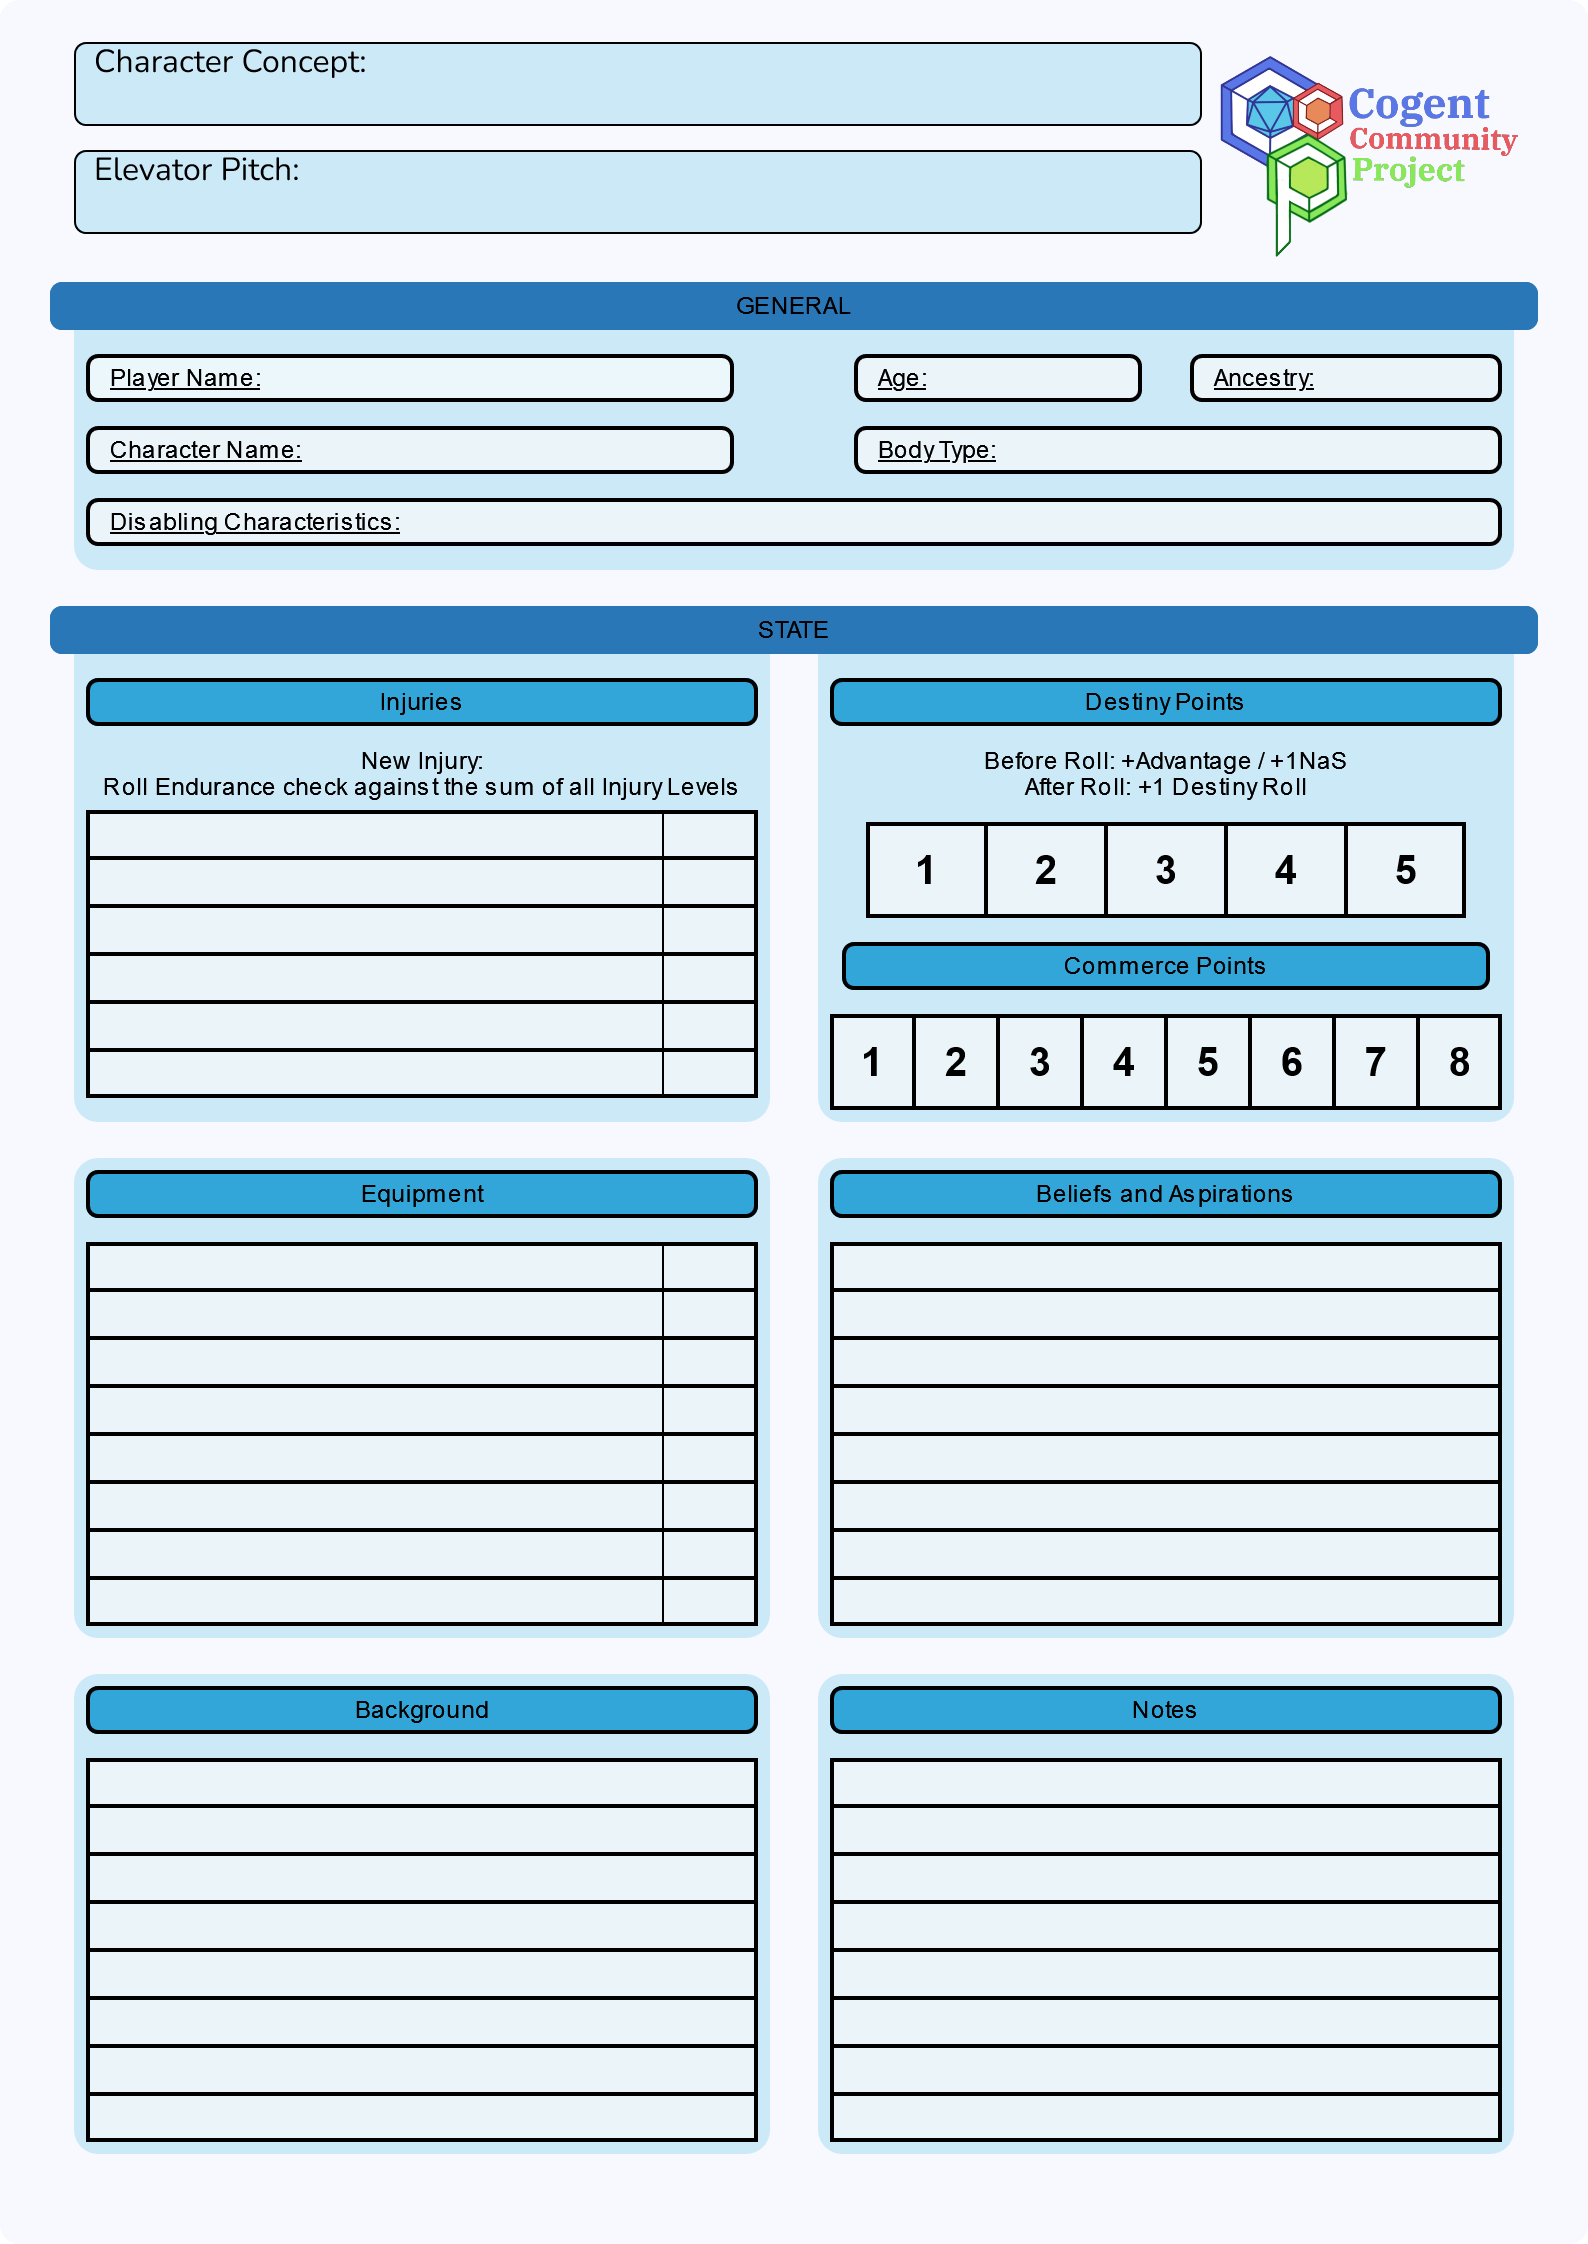 Character Concept:
Elevator Pitch:
Cogent
Community
Project
GENERAL
Player Name:
Age:
Ancestry:
Character Name:
Body Type:
Disabling Characteristics:
STATE
Injuries
New Injury:
Roll Endurance check against the sum of all Injury Levels
Destiny Points
Before Roll: +Advantage / +1NaS
After Roll: +1 Destiny Roll
1 2 3 4 5
Commerce Points
1 2 3 4 5 6 7 8
Equipment
Beliefs and Aspirations
Background
Notes